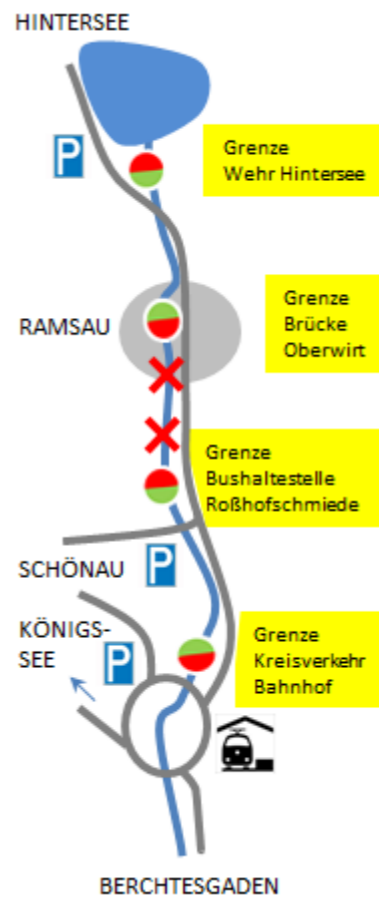 HINTERSEE
P
Grenze
Wehr Hintersee
Grenze
Brücke
Oberwirt
RAMSAU
Grenze
Bushaltestelle
Roßhofschmiede
SCHÖNAU
P
KÖNIGS-
SEE
P
Grenze
Kreisverkehr
Bahnhof
BERCHTESGADEN